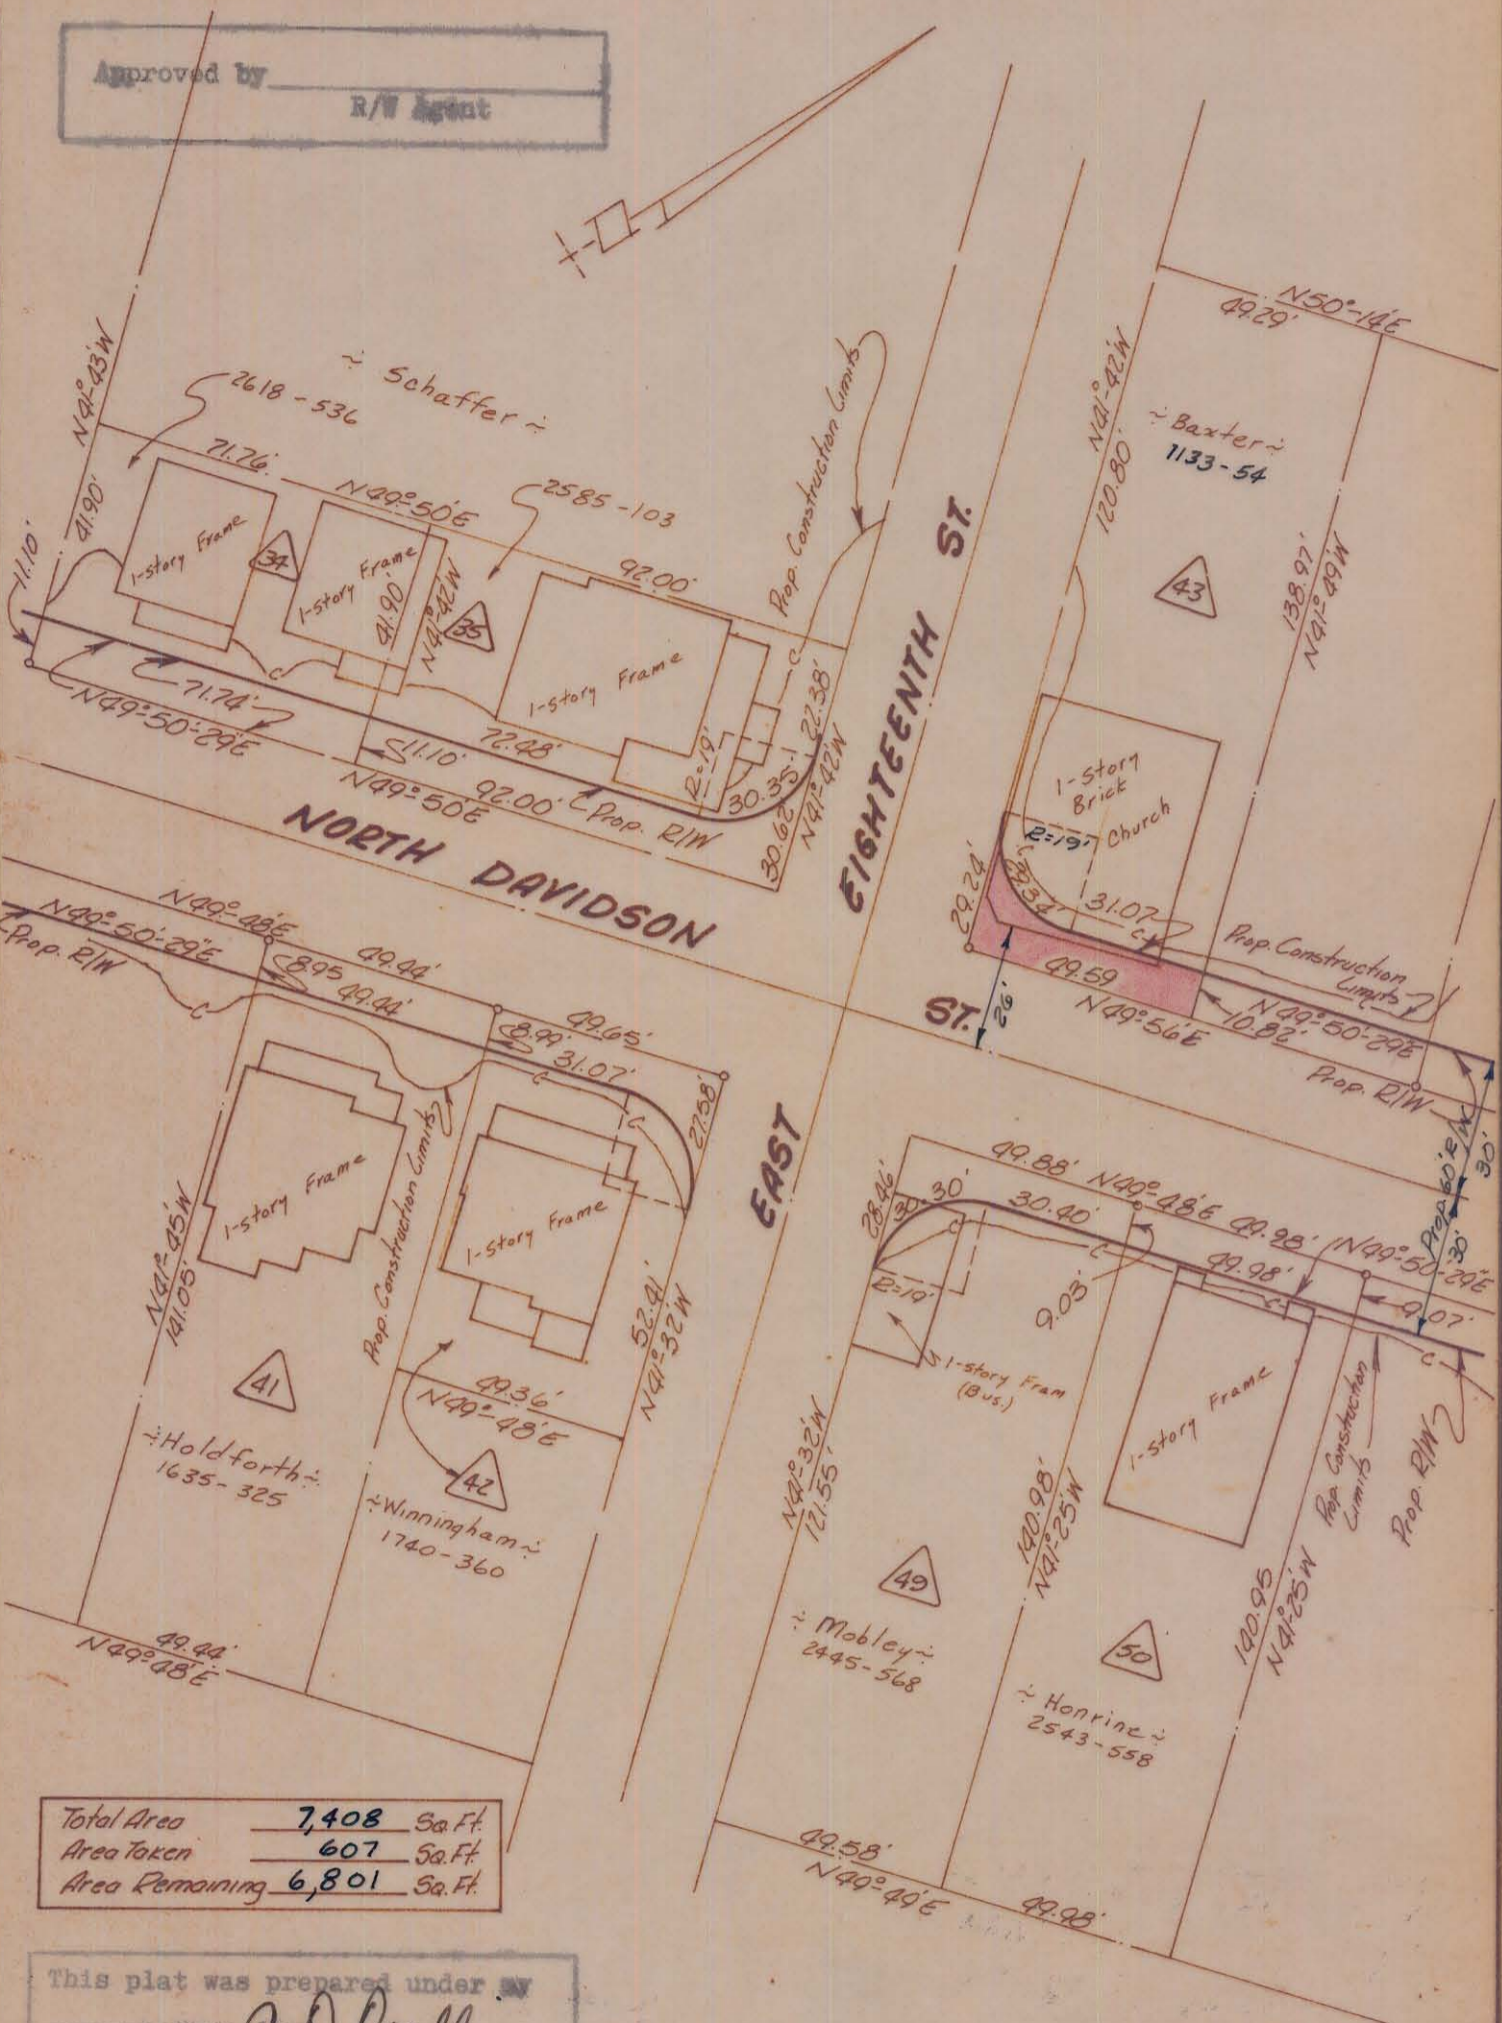 Approved by
R/W Agent
N50°-14'E
49.29'
N41°-43'W
41.90'
11.10'
2618-536
~ Schaffer ~
71.76'
N49°-50'E
2585-103
92.00'
Prop. Construction Limits
1-story Frame
34
1-story Frame
41.90'
N41°-42'W
35
1-story Frame
C
C
71.74'
N49°-50'-29"E
11.10'
72.48'
N49°-50'E
92.00'
Prop. R/W
R=19'
30.35'
22.38'
30.62'
N41°-42'W
NORTH DAVIDSON
ST.
EIGHTEENTH ST.
EAST
N41°-42'W
120.80'
~ Baxter ~
1133-54
43
138.97'
N41°-49'W
1-story
Brick
Church
R=19'
29.24'
31.07
C
49.59
N49°-56'E
10.82'
26'
Prop. Construction
Limits
N49°-50'-29"E
Prop. R/W
Prop. 60' R/W
30'
30'
N49°-48'E
N49°-50'-29"E
Prop. R/W
C
8.95
49.44'
49.44'
49.65'
8.99'
31.07'
C
C
27.58'
1-story Frame
Prop. Construction Limits
1-story Frame
N41°-45'W
141.05'
52.41'
N41°-32'W
49.36'
N49°-48'E
41
~ Holdforth ~
1635-325
42
~ Winningham ~
1740-360
49.44'
N49°-48'E
49.88'
N49°-48'E
49.98'
28.46'
30.30'
30.40'
C
C
R=19'
9.03'
49.98'
N49°-50'-29"E
9.07'
C
C
1-story Fram
(Bus.)
1-story Frame
Prop. Construction
Limits
Prop. R/W
N41°-32'W
121.55'
140.98'
N41°-25'W
140.95
N41°-25'W
49
~ Mobley ~
2445-568
50
~ Honrine ~
2543-558
49.58'
N49°-49'E
49.98'
Total Area 7,408 Sq. Ft.
Area Taken 607 Sq. Ft.
Area Remaining 6,801 Sq. Ft.
This plat was prepared under my